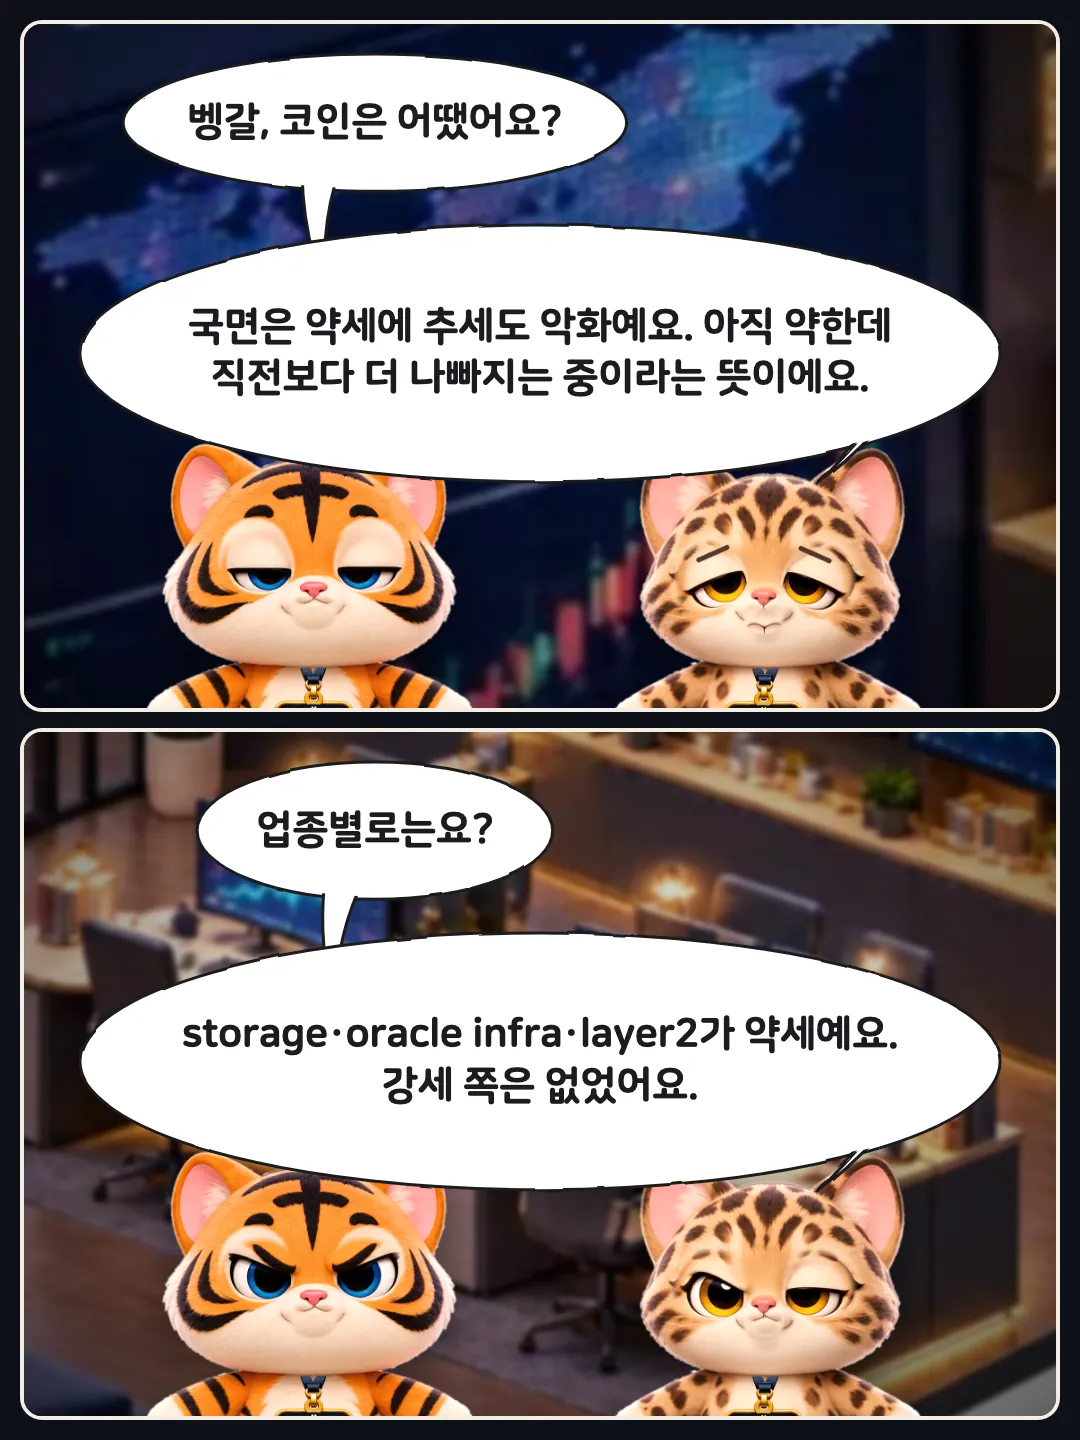 벵갈, 코인은 어땠어요?
국면은 약세에 추세도 악화예요. 아직 약한데
직전보다 더 나빠지는 중이라는 뜻이에요.
업종별로는요?
storage·oracle infra·layer2가 약세예요.
강세 쪽은 없었어요.